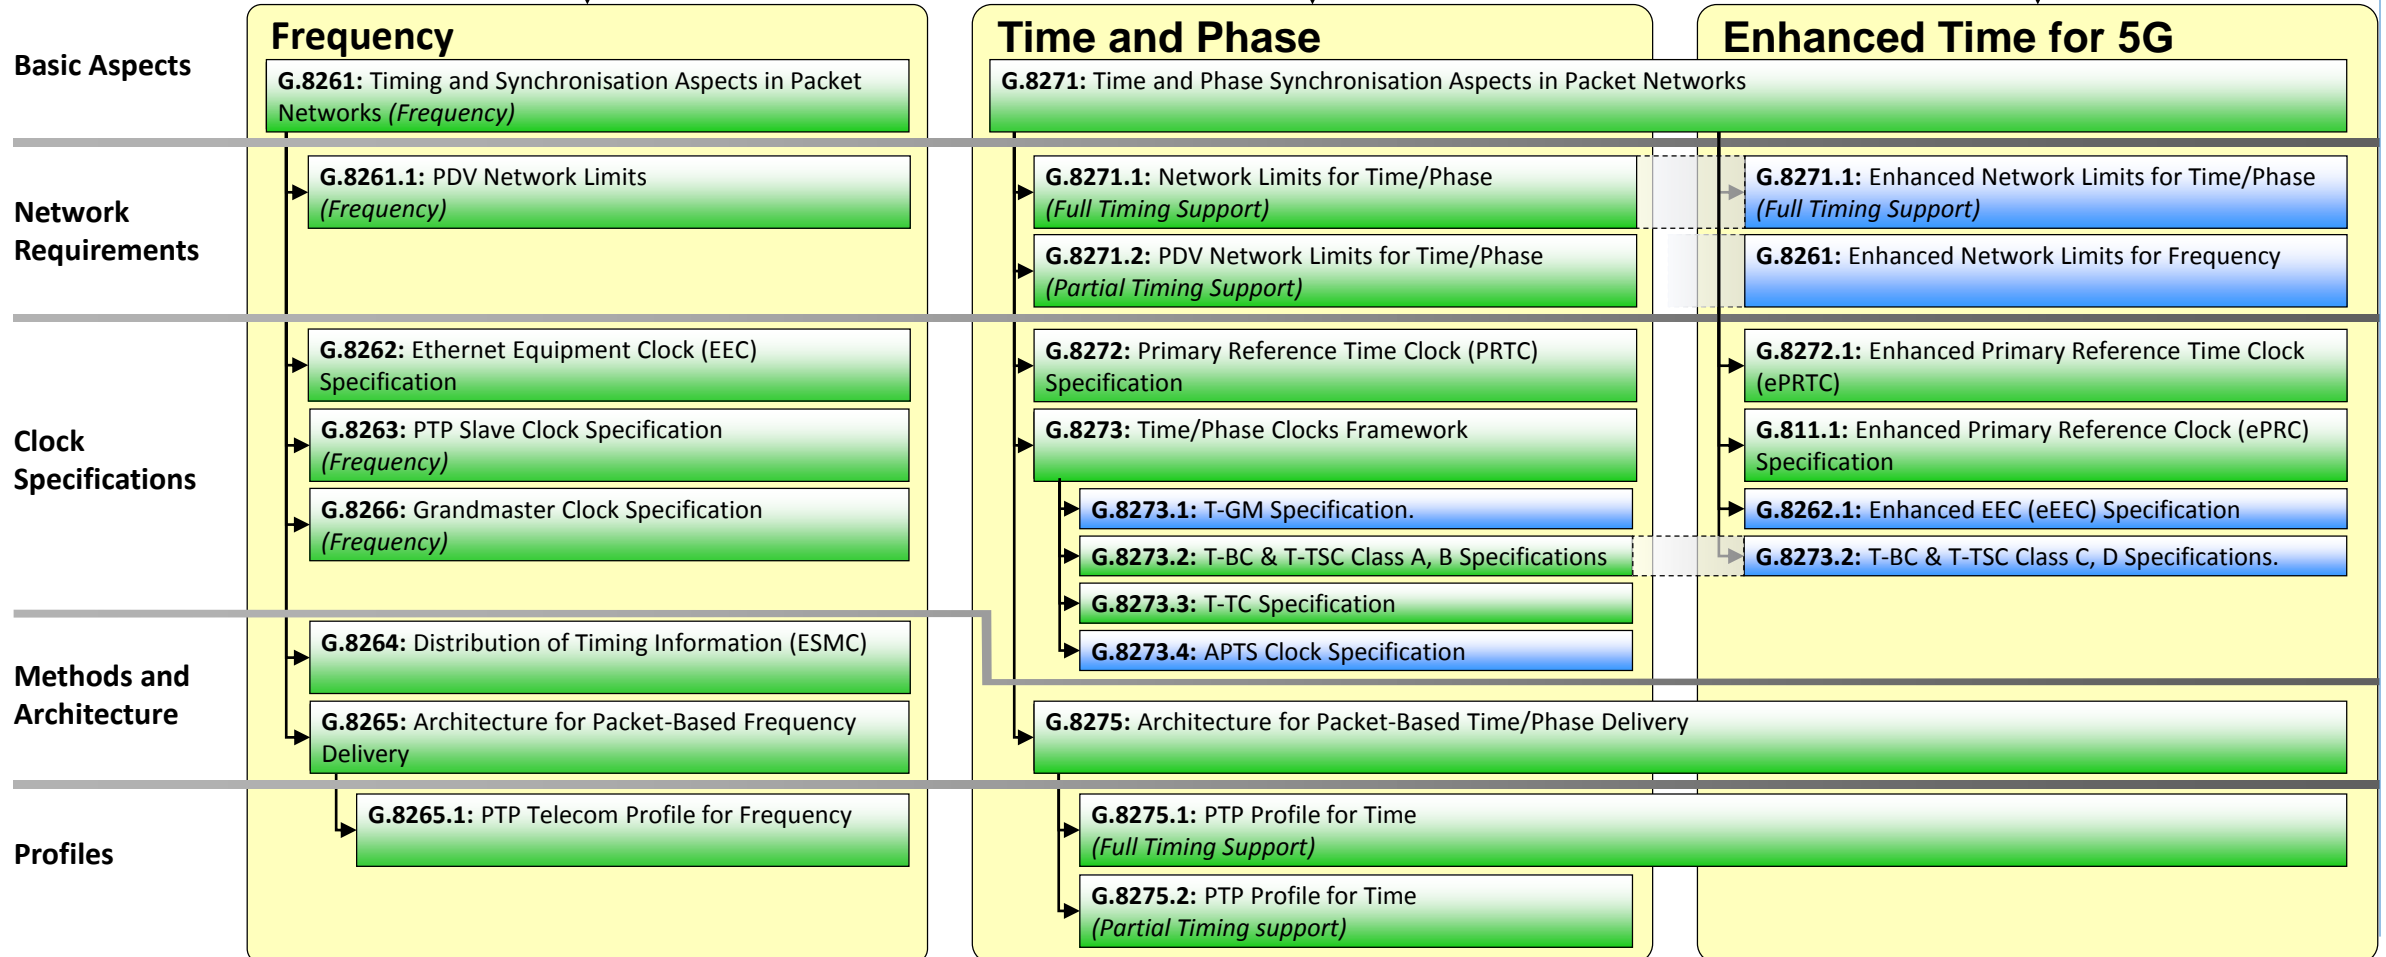 Frequency
Time and Phase
Enhanced Time for 5G
Basic Aspects
G.8261: Timing and Synchronisation Aspects in Packet
Networks (Frequency)
G.8271: Time and Phase Synchronisation Aspects in Packet Networks
Network
Requirements
G.8261.1: PDV Network Limits
(Frequency)
G.8271.1: Network Limits for Time/Phase
(Full Timing Support)
G.8271.2: PDV Network Limits for Time/Phase
(Partial Timing Support)
G.8271.1: Enhanced Network Limits for Time/Phase
(Full Timing Support)
G.8261: Enhanced Network Limits for Frequency
Clock
Specifications
G.8262: Ethernet Equipment Clock (EEC)
Specification
G.8263: PTP Slave Clock Specification
(Frequency)
G.8266: Grandmaster Clock Specification
(Frequency)
G.8272: Primary Reference Time Clock (PRTC)
Specification
G.8273: Time/Phase Clocks Framework
G.8273.1: T-GM Specification.
G.8273.2: T-BC & T-TSC Class A, B Specifications
G.8273.3: T-TC Specification
G.8273.4: APTS Clock Specification
G.8272.1: Enhanced Primary Reference Time Clock
(ePRTC)
G.811.1: Enhanced Primary Reference Clock (ePRC)
Specification
G.8262.1: Enhanced EEC (eEEC) Specification
G.8273.2: T-BC & T-TSC Class C, D Specifications.
Methods and
Architecture
G.8264: Distribution of Timing Information (ESMC)
G.8265: Architecture for Packet-Based Frequency
Delivery
G.8275: Architecture for Packet-Based Time/Phase Delivery
Profiles
G.8265.1: PTP Telecom Profile for Frequency
G.8275.1: PTP Profile for Time
(Full Timing Support)
G.8275.2: PTP Profile for Time
(Partial Timing support)